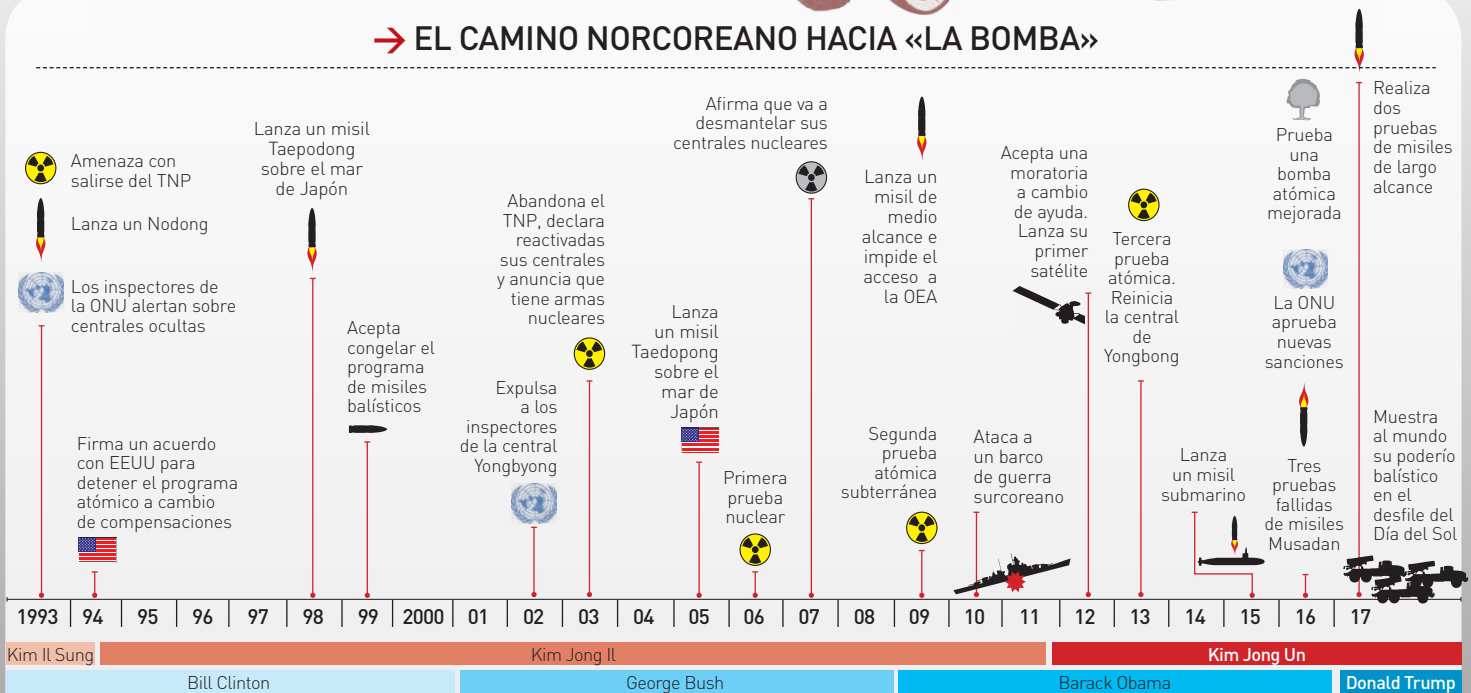 → EL CAMINO NORCOREANO HACIA «LA BOMBA»
Amenaza con
salirse del TNP
Lanza un Nodong
Los inspectores de
la ONU alertan sobre
centrales ocultas
Firma un acuerdo
con EEUU para
detener el programa
atómico a cambio
de compensaciones
Lanza un misil
Taepodong
sobre el mar
de Japón
Acepta
congelar el
programa
de misiles
balísticos
Expulsa
a los
inspectores
de la central
Yongbyong
Abandona el
TNP, declara
reactivadas
sus centrales
y anuncia que
tiene armas
nucleares
Lanza
un misil
Taedopong
sobre el
mar de
Japón
Primera
prueba
nuclear
Afirma que va a
desmantelar sus
centrales nucleares
Lanza un
misil de
medio
alcance e
impide el
acceso a
la OEA
Segunda
prueba
atómica
subterránea
Ataca a
un barco
de guerra
surcoreano
Acepta una
moratoria
a cambio
de ayuda.
Lanza su
primer
satélite
Tercera
prueba
atómica.
Reinicia
la central
de
Yongbong
Lanza
un misil
submarino
Prueba
una
bomba
atómica
mejorada
La ONU
aprueba
nuevas
sanciones
Tres
pruebas
fallidas
de misiles
Musadan
Realiza
dos
pruebas
de misiles
de largo
alcance
Muestra
al mundo
su poderío
balístico
en el
desfile del
Día del Sol
1993 94 95 96 97 98 99 2000 01 02 03 04 05 06 07 08 09 10 11 12 13 14 15 16 17
Kim Il Sung Kim Jong Il Kim Jong Un
Bill Clinton George Bush Barack Obama Donald Trump